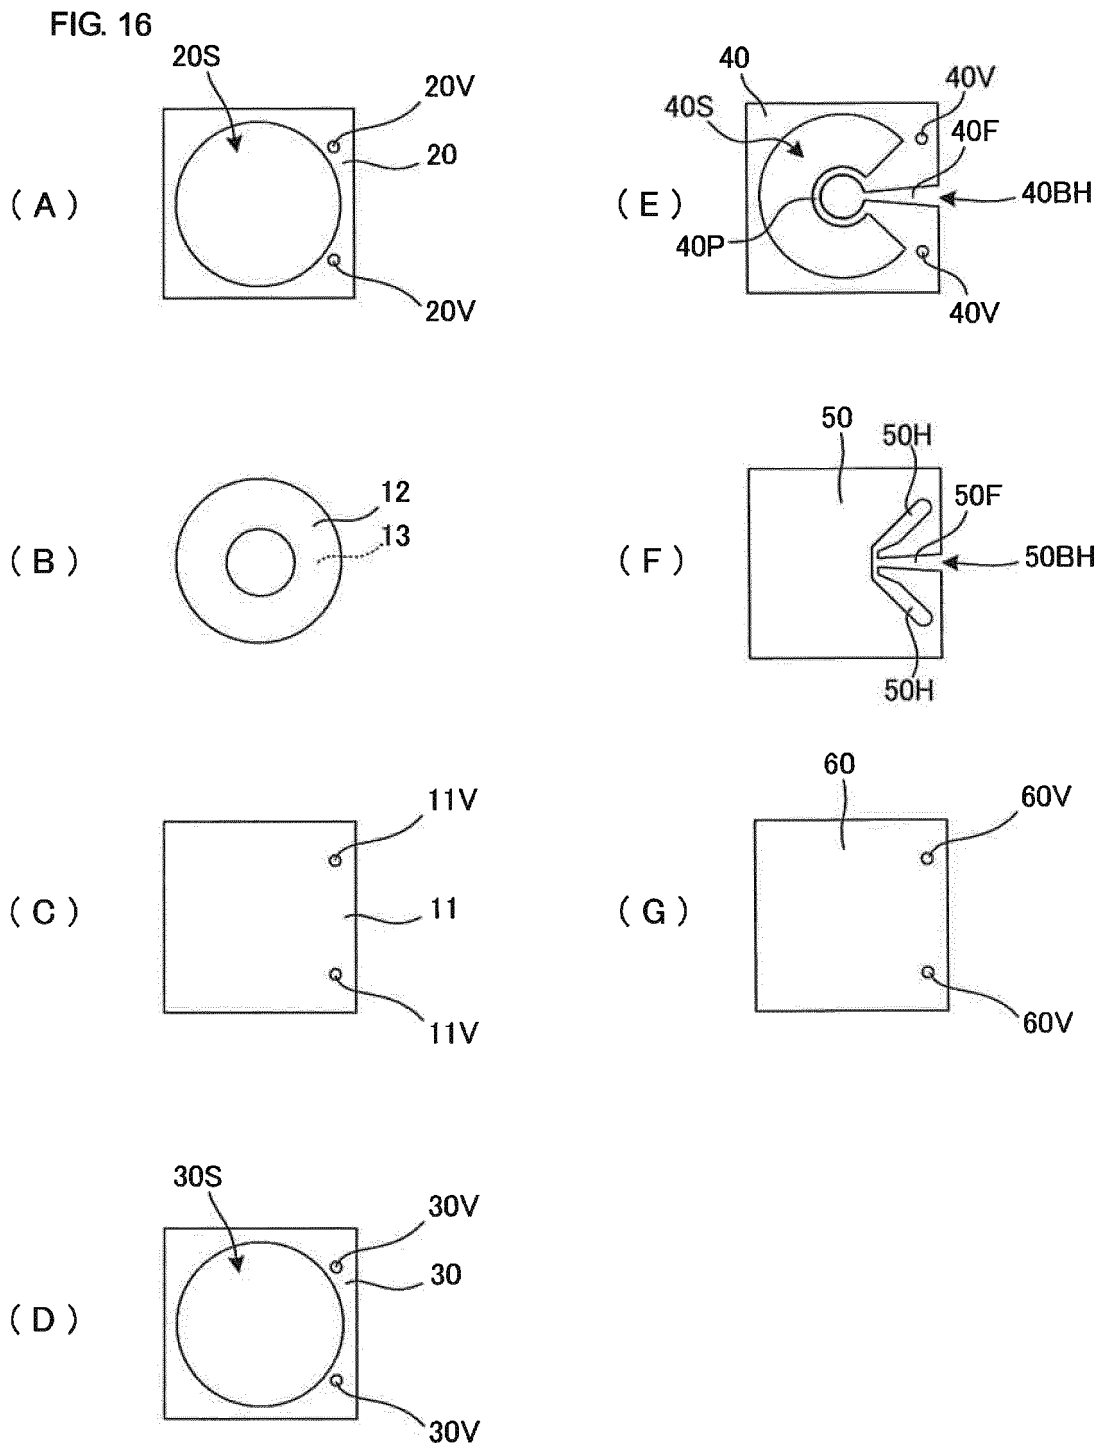 FIG. 16
( A )
20S
20V
20
20V
( B )
12
13
( C )
11V
11
11V
( D )
30S
30V
30
30V
( E )
40
40V
40S
40F
40BH
40P
40V
( F )
50
50H
50F
50BH
50H
( G )
60
60V
60V